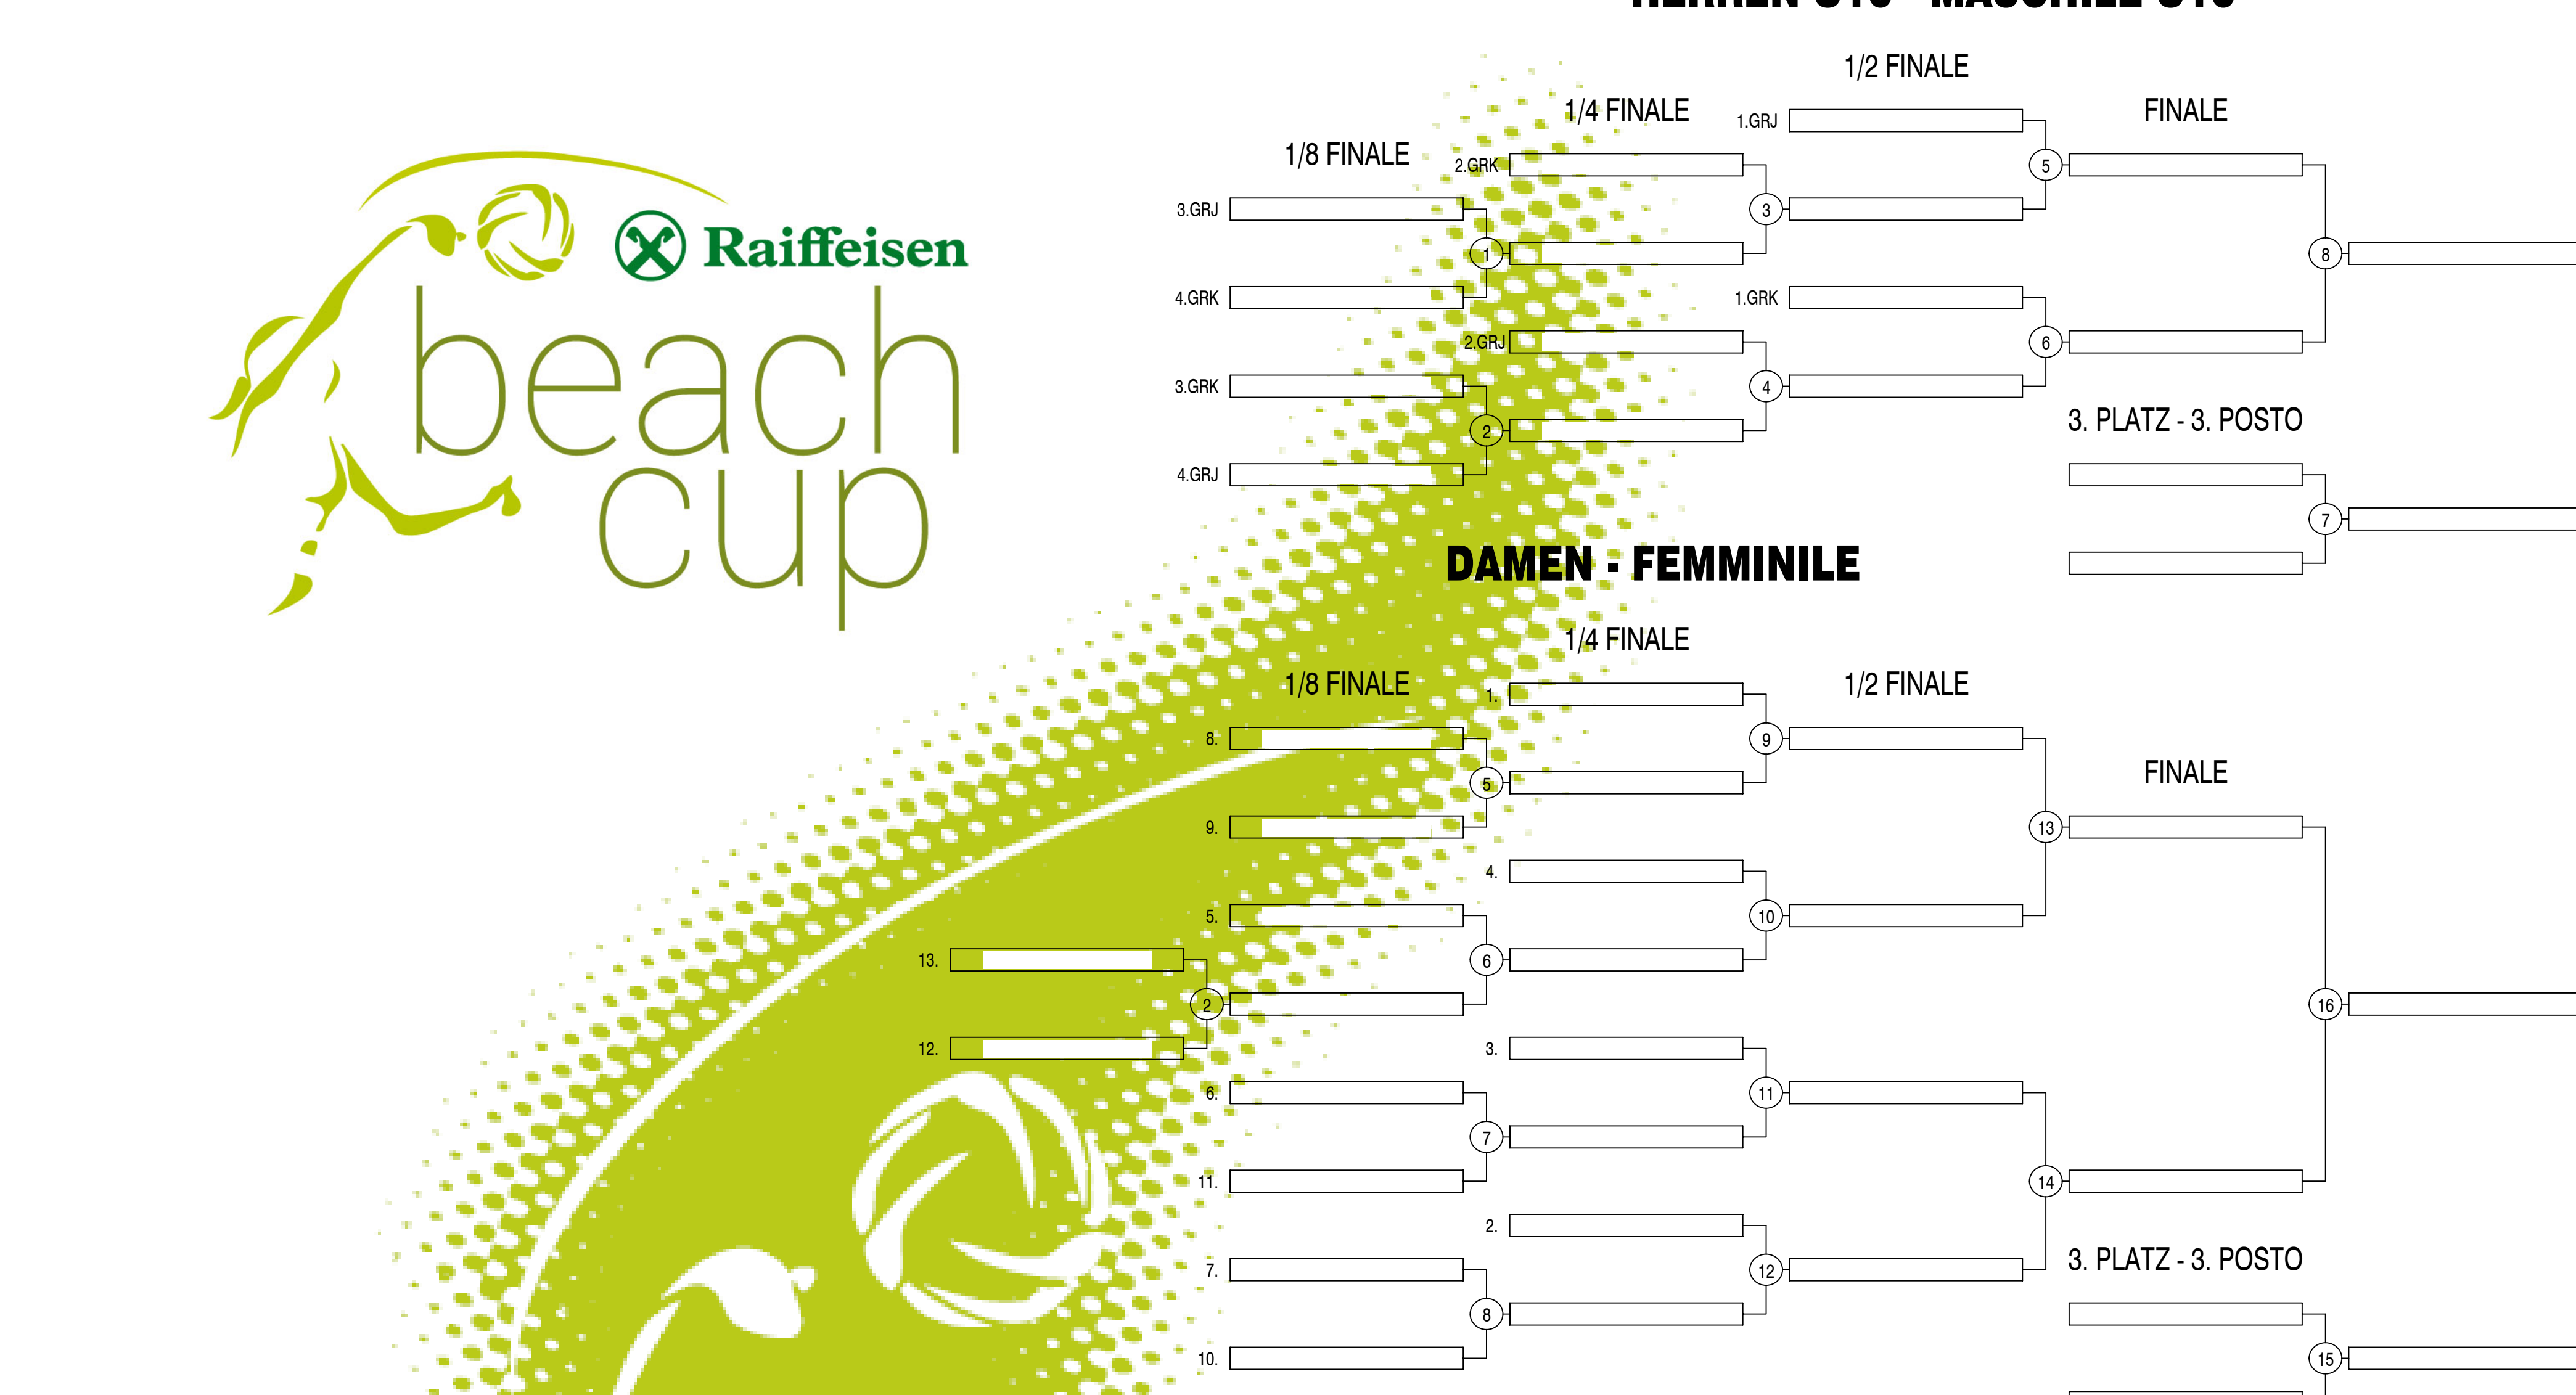 Raiffeisen
beach
cup
1/2 FINALE
1/4 FINALE
1.GRJ
FINALE
1/8 FINALE
2.GRK
5
3.GRJ
3
1
8
4.GRK
1.GRK
2.GRJ
6
3.GRK
4
3. PLATZ - 3. POSTO
2
4.GRJ
7
DAMEN - FEMMINILE
1/4 FINALE
1/8 FINALE
1.
1/2 FINALE
8.
9
FINALE
5
9.
13
4.
5.
10
13.
6
2
16
12.
3.
6.
11
7
11.
14
2.
3. PLATZ - 3. POSTO
7.
12
8
10.
15